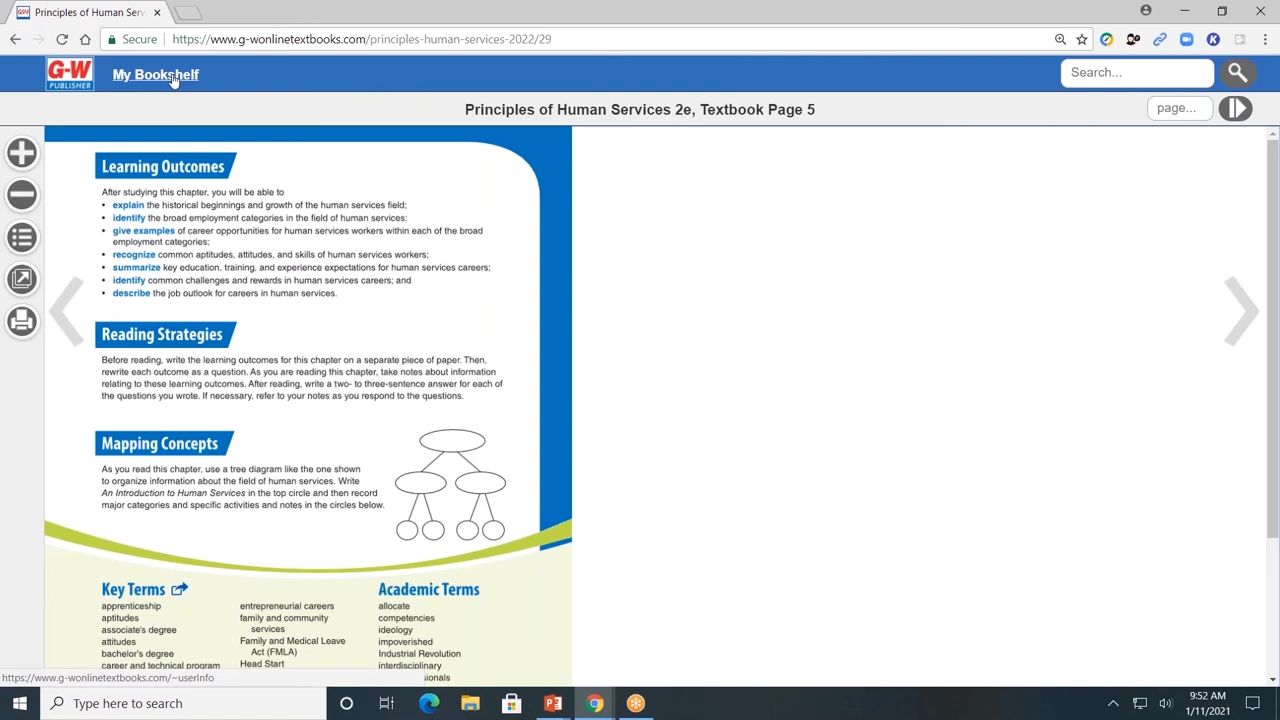 Principles of Human Serv
Secure
https://www.g-wonlinetextbooks.com/principles-human-services-2022/29
G-W
PUBLISHER
My Bookshelf
Search...
Principles of Human Services 2e, Textbook Page 5
page...
Learning Outcomes
After studying this chapter, you will be able to
• explain the historical beginnings and growth of the human services field;
• identify the broad employment categories in the field of human services;
• give examples of career opportunities for human services workers within each of the broad
employment categories;
• recognize common aptitudes, attitudes, and skills of human services workers;
• summarize key education, training, and experience expectations for human services careers;
• identify common challenges and rewards in human services careers; and
• describe the job outlook for careers in human services.
Reading Strategies
Before reading, write the learning outcomes for this chapter on a separate piece of paper. Then,
rewrite each outcome as a question. As you are reading this chapter, take notes about information
relating to these learning outcomes. After reading, write a two- to three-sentence answer for each of
the questions you wrote. If necessary, refer to your notes as you respond to the questions.
Mapping Concepts
As you read this chapter, use a tree diagram like the one shown
to organize information about the field of human services. Write
An Introduction to Human Services in the top circle and then record
major categories and specific activities and notes in the circles below.
Key Terms
apprenticeship
aptitudes
associate's degree
attitudes
bachelor's degree
career and technical program
entrepreneurial careers
family and community
services
Family and Medical Leave
Act (FMLA)
Head Start
Academic Terms
allocate
competencies
ideology
impoverished
Industrial Revolution
interdisciplinary
ionals
https://www.g-wonlinetextbooks.com/~userInfo
Type here to search
9:52 AM
1/11/2021